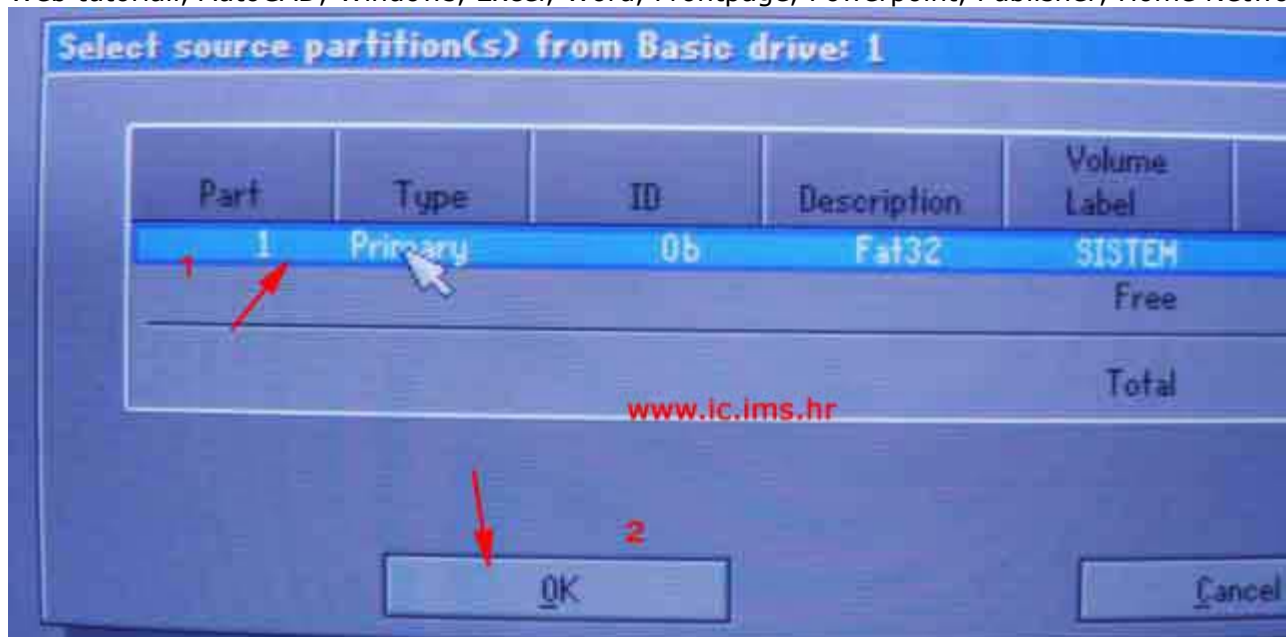 Select source partition(s) from Basic drive: 1
Volume
Part Type ID Description Label
1 Primary 0b Fat32 SISTEM
1
Free
Total
www.ic.ims.hr
2
OK Cancel